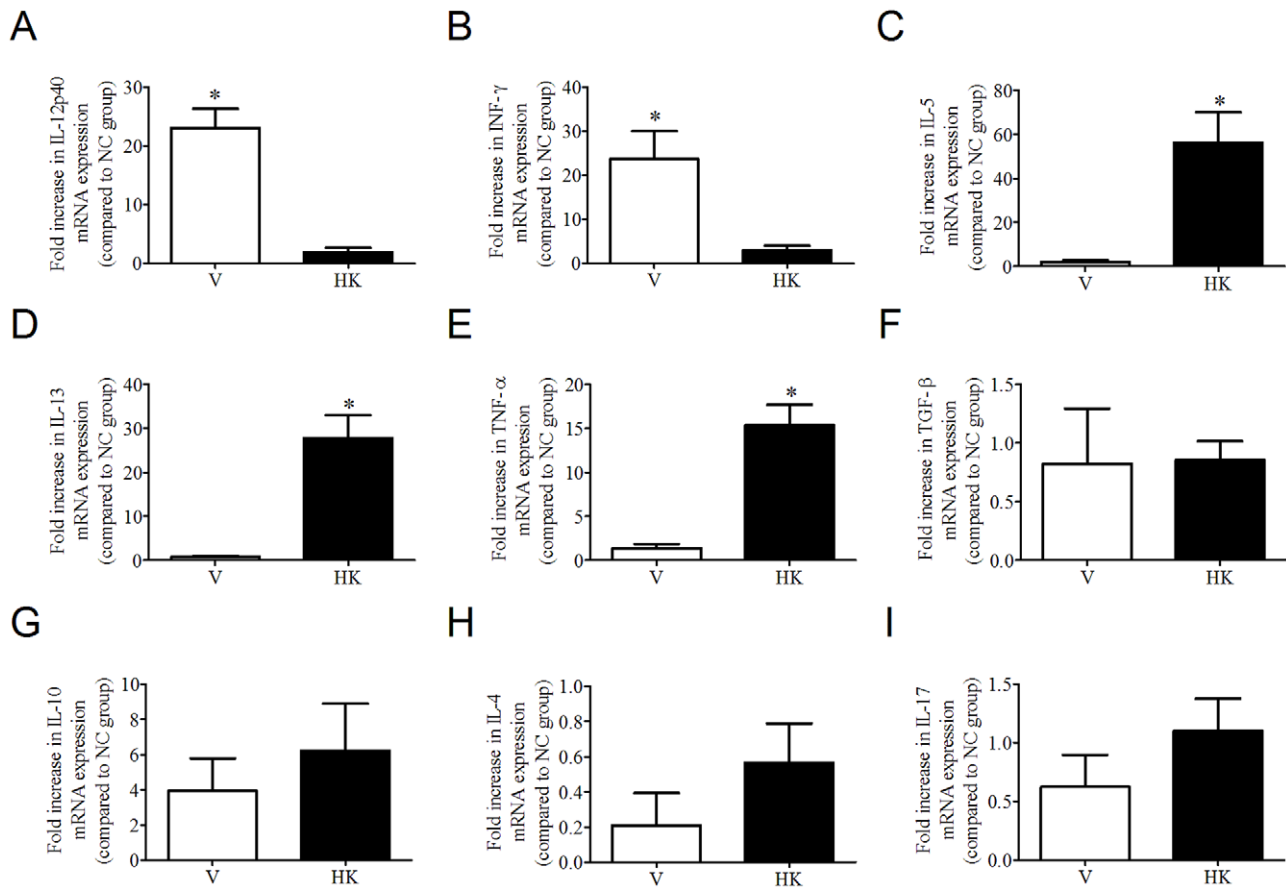 A
Fold increase in IL-12p40
mRNA expression
(compared to NC group)
30
20
10
0
*
V
HK
B
Fold increase in INF-γ
mRNA expression
(compared to NC group)
40
30
20
10
0
*
V
HK
C
Fold increase in IL-5
mRNA expression
(compared to NC group)
80
60
40
20
0
*
V
HK
D
Fold increase in IL-13
mRNA expression
(compared to NC group)
40
30
20
10
0
*
V
HK
E
Fold increase in TNF-α
mRNA expression
(compared to NC group)
20
15
10
5
0
*
V
HK
F
Fold increase in TGF-β
mRNA expression
(compared to NC group)
1.5
1.0
0.5
0.0
V
HK
G
Fold increase in IL-10
mRNA expression
(compared to NC group)
10
8
6
4
2
0
V
HK
H
Fold increase in IL-4
mRNA expression
(compared to NC group)
1.0
0.8
0.6
0.4
0.2
0.0
V
HK
I
Fold increase in IL-17
mRNA expression
(compared to NC group)
1.5
1.0
0.5
0.0
V
HK